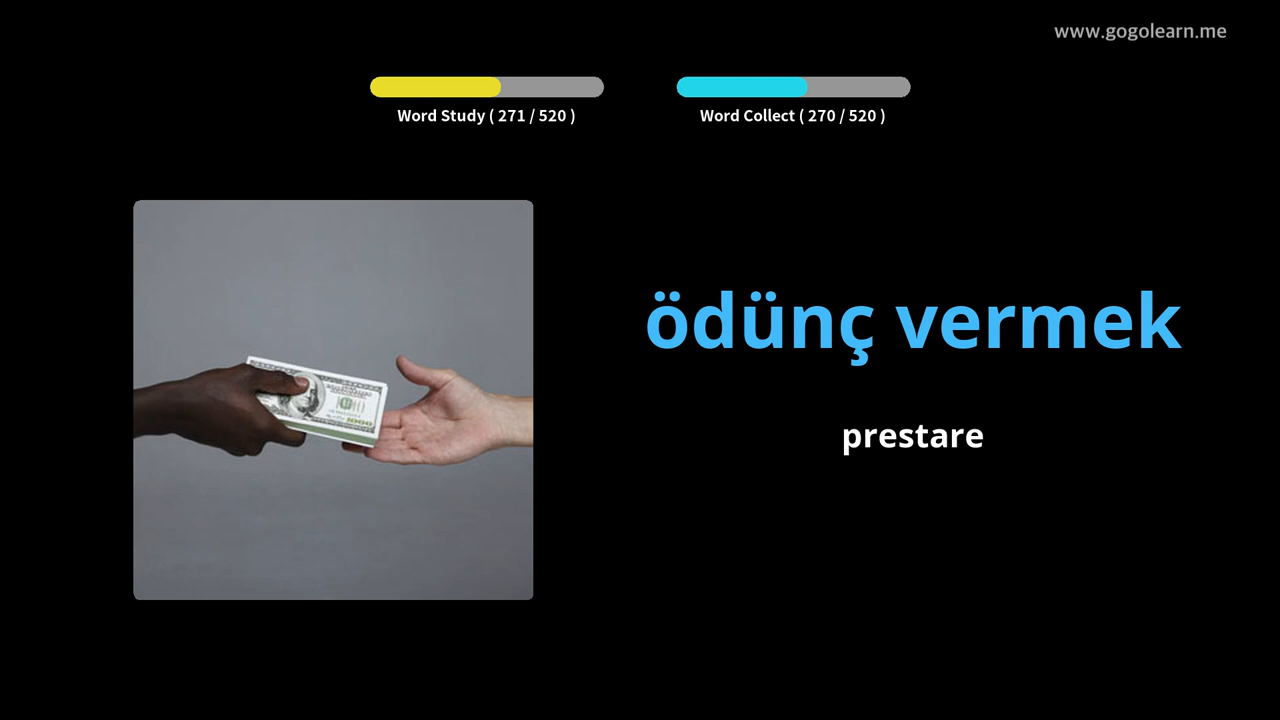 www.gogolearn.me
Word Study ( 271 / 520 )
Word Collect ( 270 / 520 )
ödünç vermek
prestare